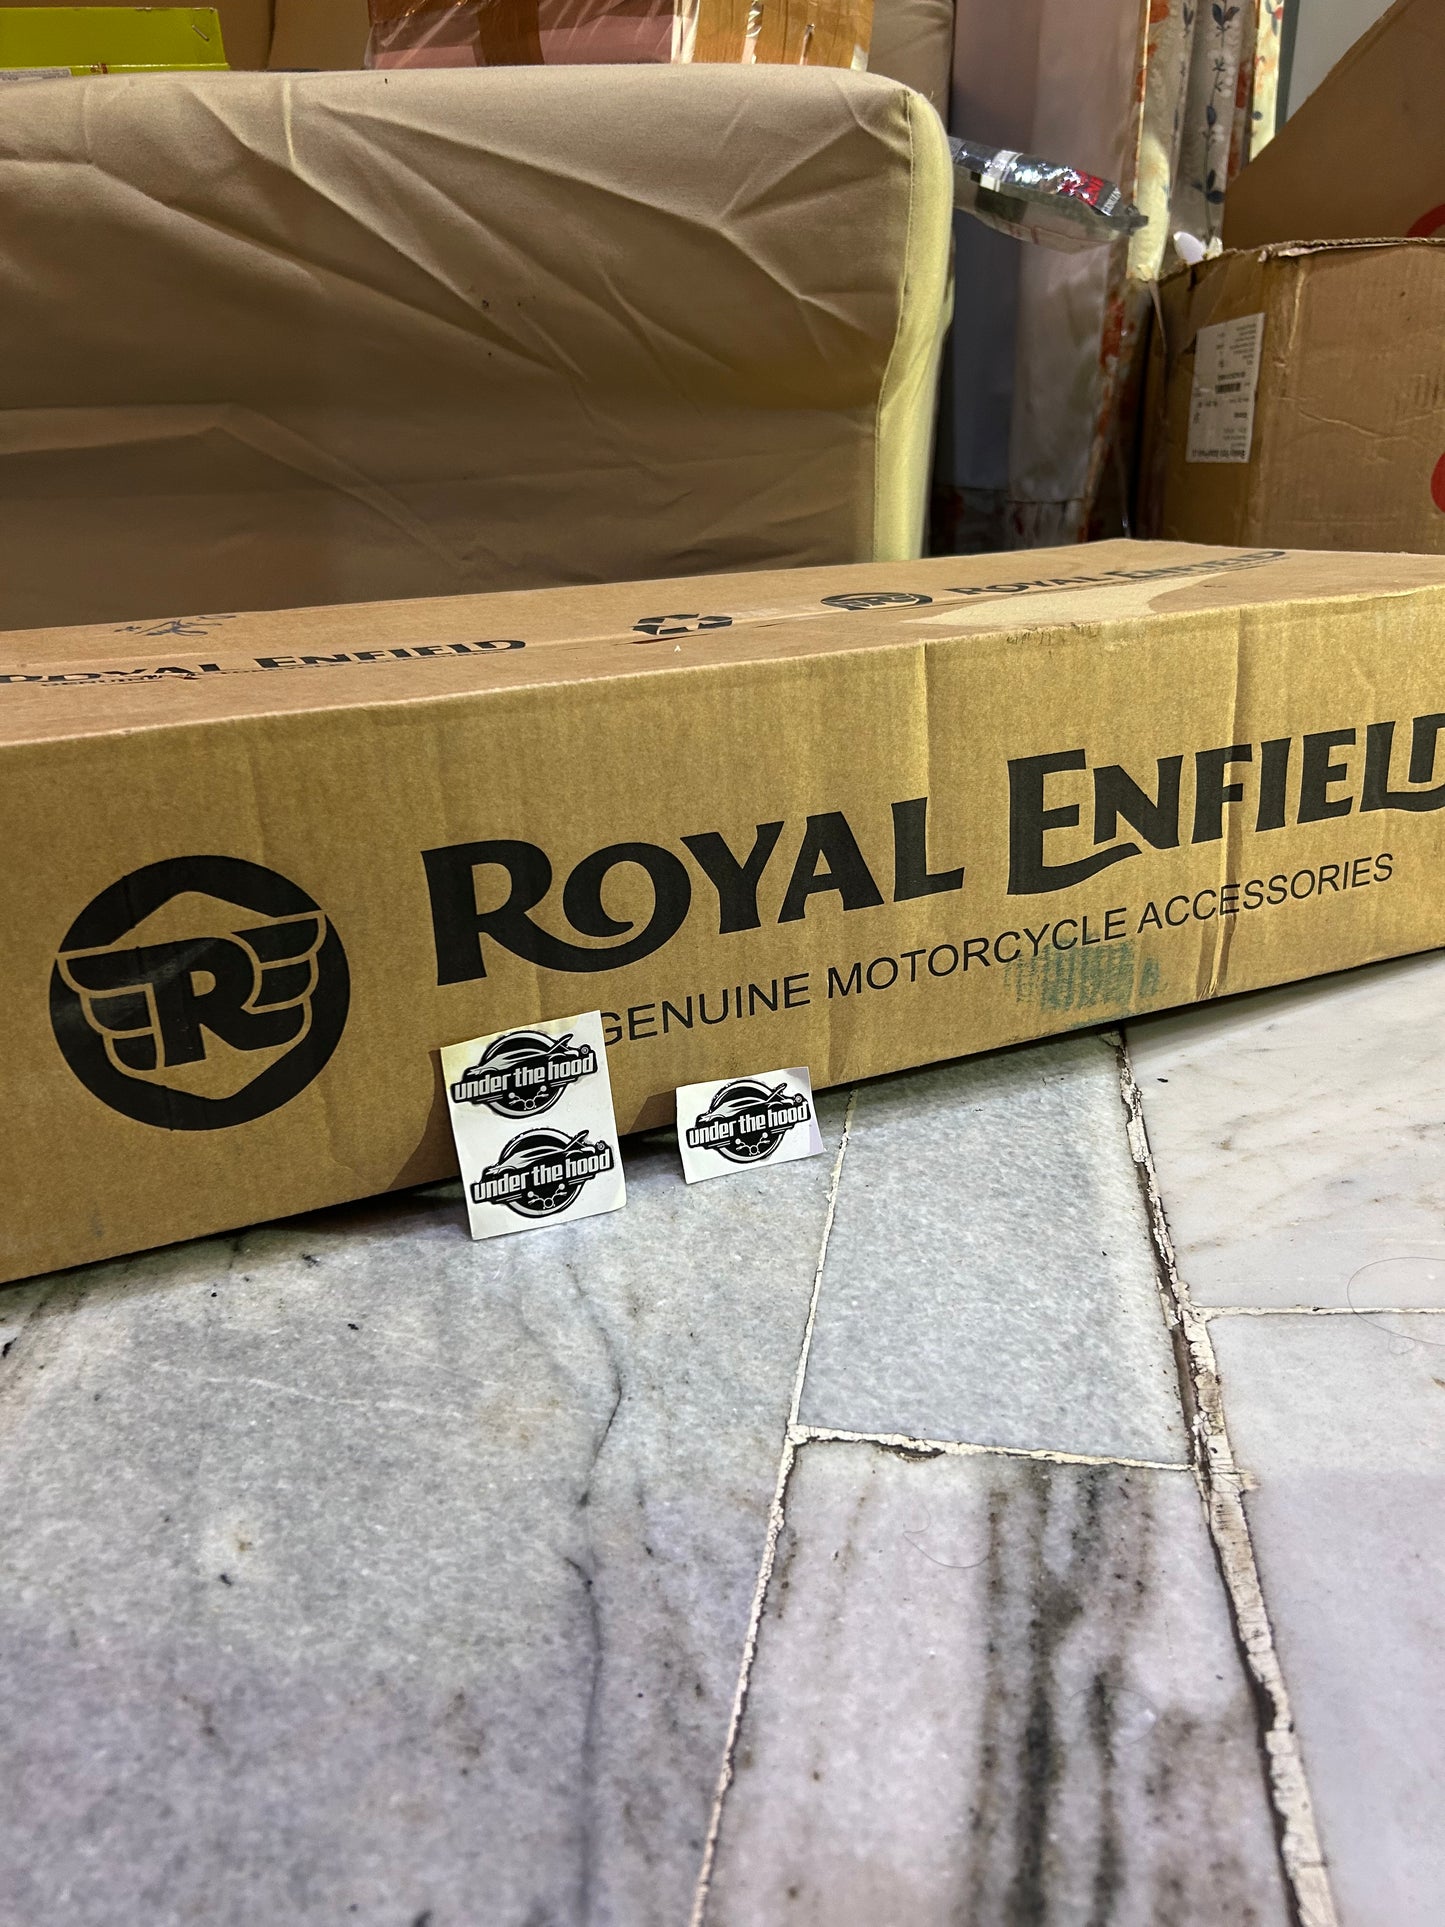 ROYAL ENFIELD
ROYAL ENFIELD
R
ROYAL ENFIELD
GENUINE MOTORCYCLE ACCESSORIES
under the hood®
under the hood®
under the hood®